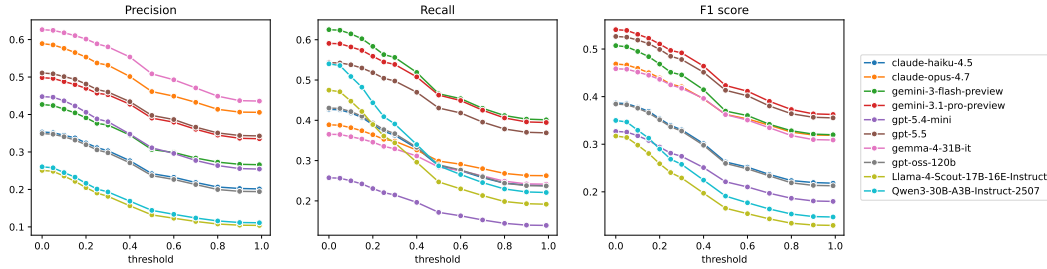 Precision
Recall
F1 score
0.6
0.5
0.4
0.3
0.2
0.1
0.0
0.2
0.4
0.6
0.8
1.0
threshold
0.6
0.5
0.4
0.3
0.2
0.0
0.2
0.4
0.6
0.8
1.0
threshold
0.5
0.4
0.3
0.2
0.0
0.2
0.4
0.6
0.8
1.0
threshold
claude-haiku-4.5
claude-opus-4.7
gemini-3-flash-preview
gemini-3.1-pro-preview
gpt-5.4-mini
gpt-5.5
gemma-4-31B-it
gpt-oss-120b
Llama-4-Scout-17B-16E-Instruct
Qwen3-30B-A3B-Instruct-2507